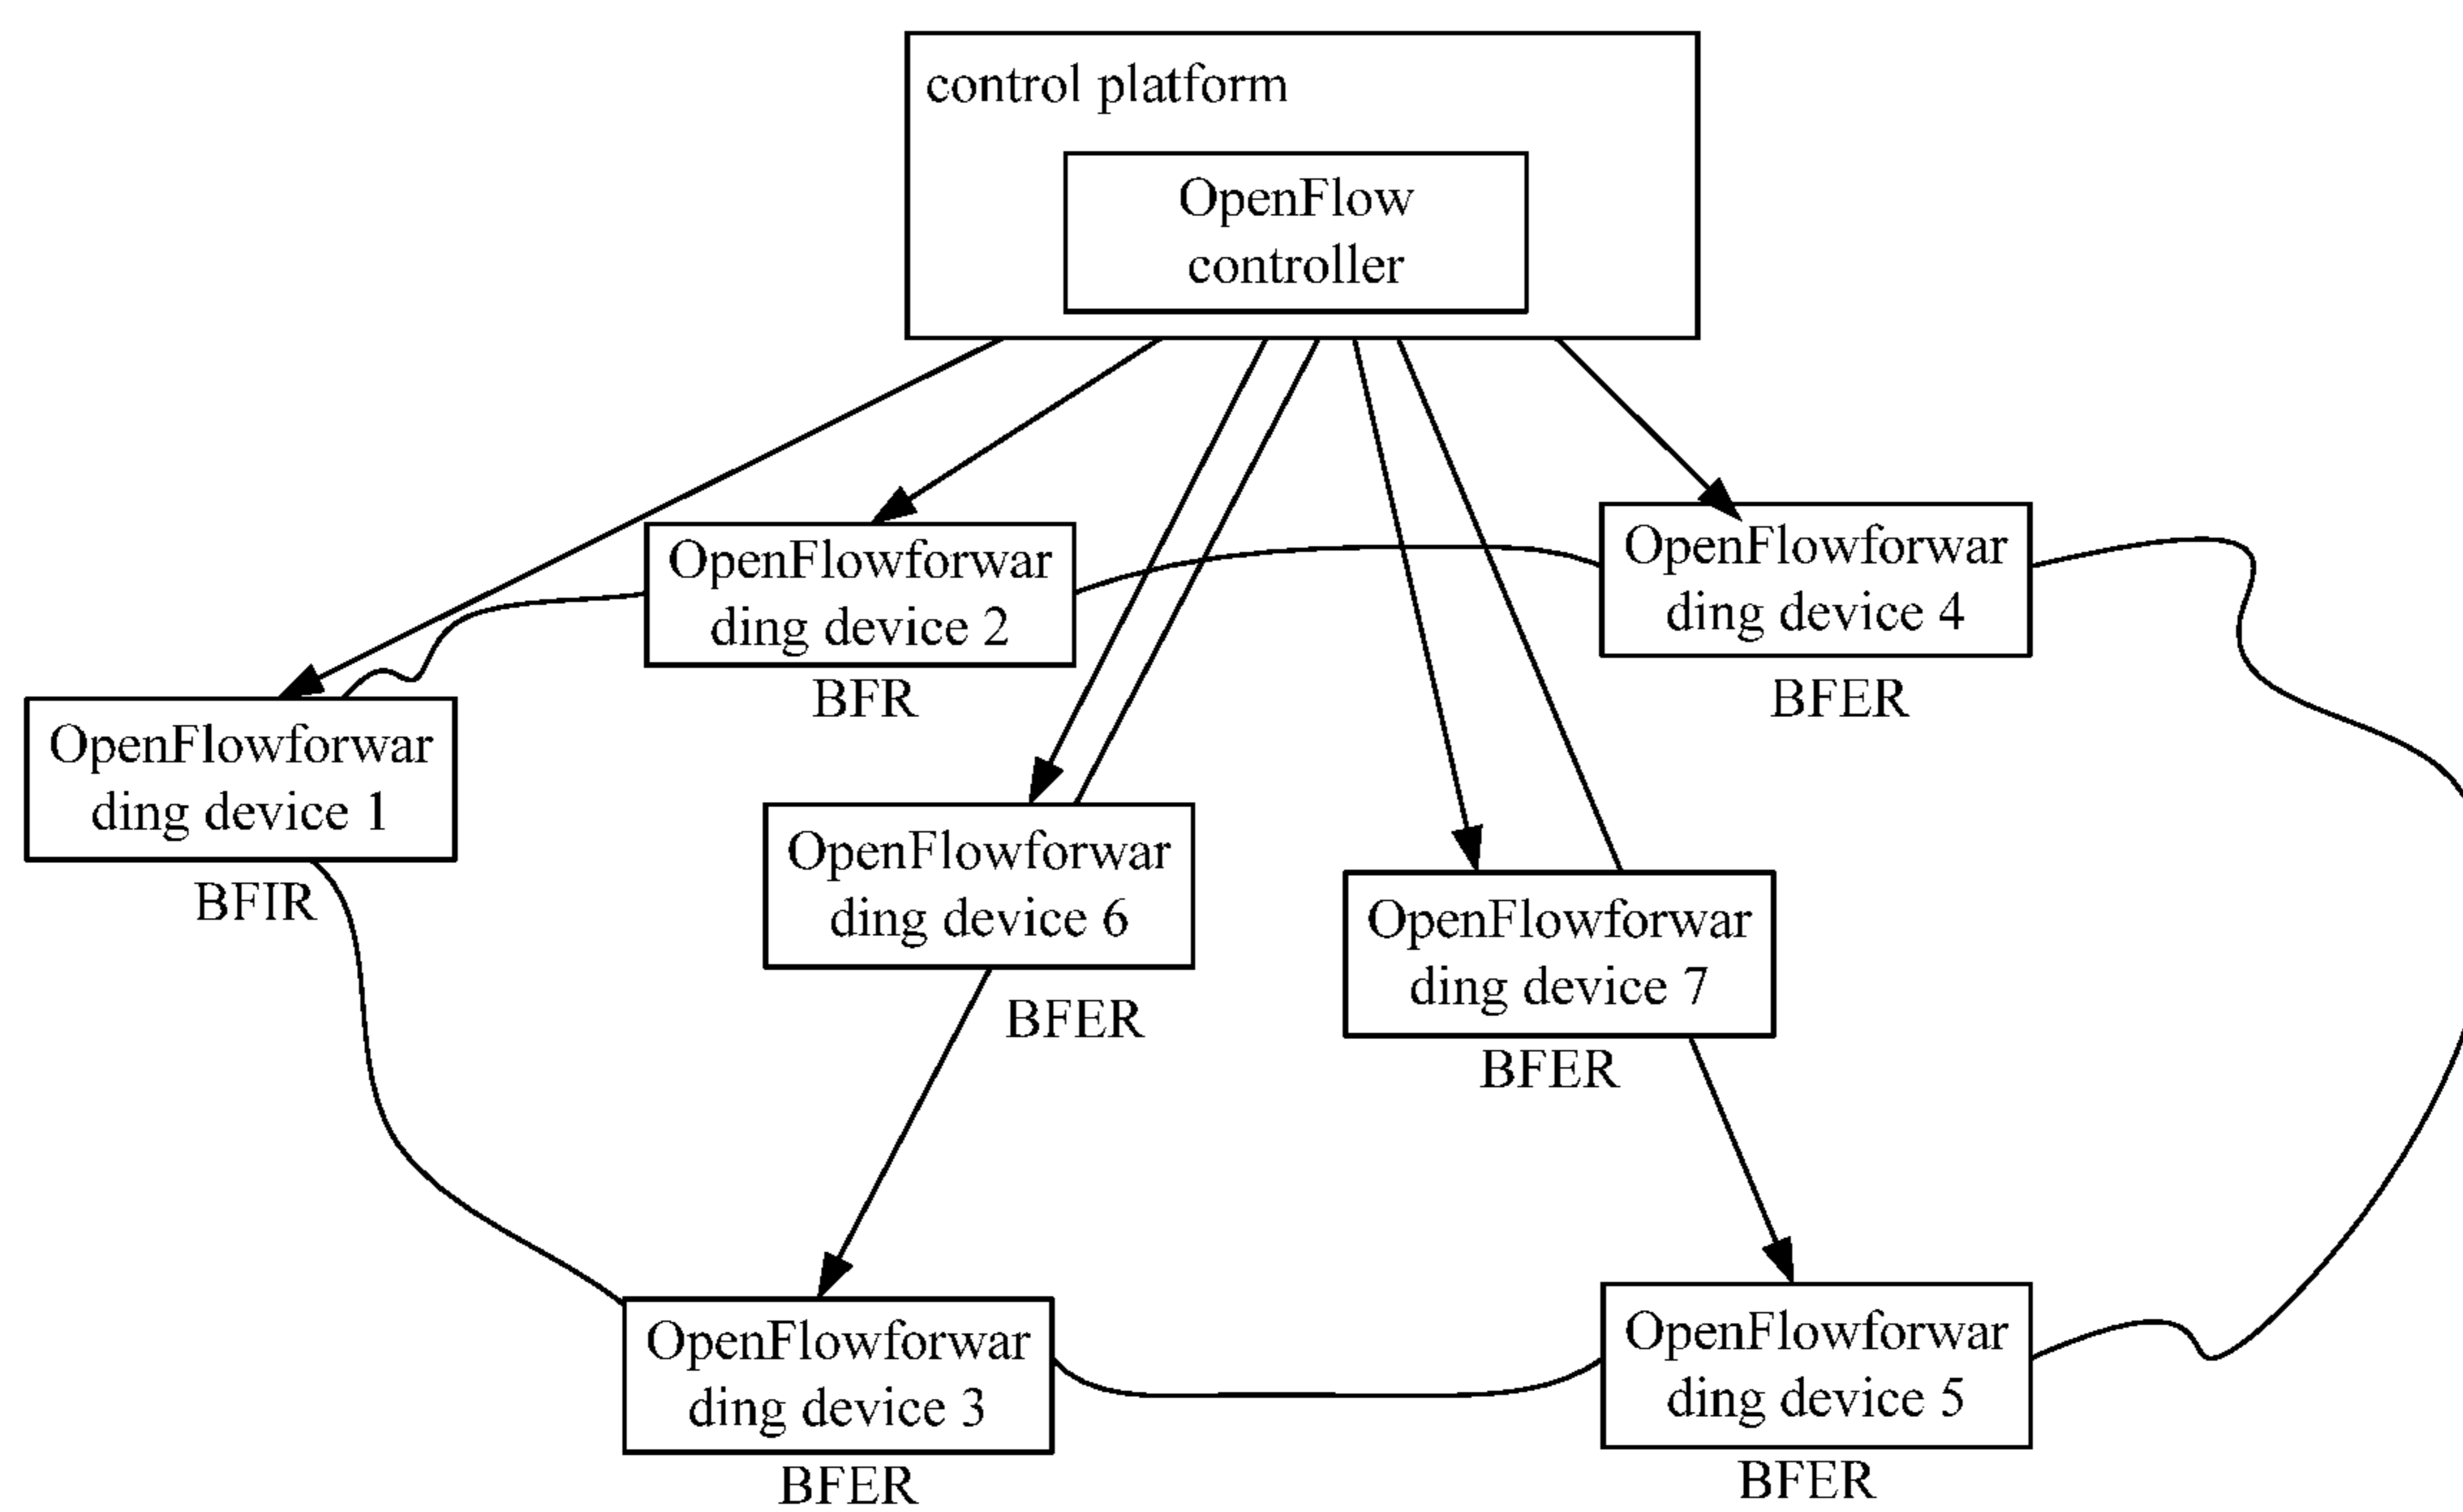 control platform
OpenFlow
controller
OpenFlowforwar
ding device 2
BFR
OpenFlowforwar
ding device 4
BFER
OpenFlowforwar
ding device 1
BFIR
OpenFlowforwar
ding device 6
BFER
OpenFlowforwar
ding device 7
BFER
OpenFlowforwar
ding device 3
BFER
OpenFlowforwar
ding device 5
BFER